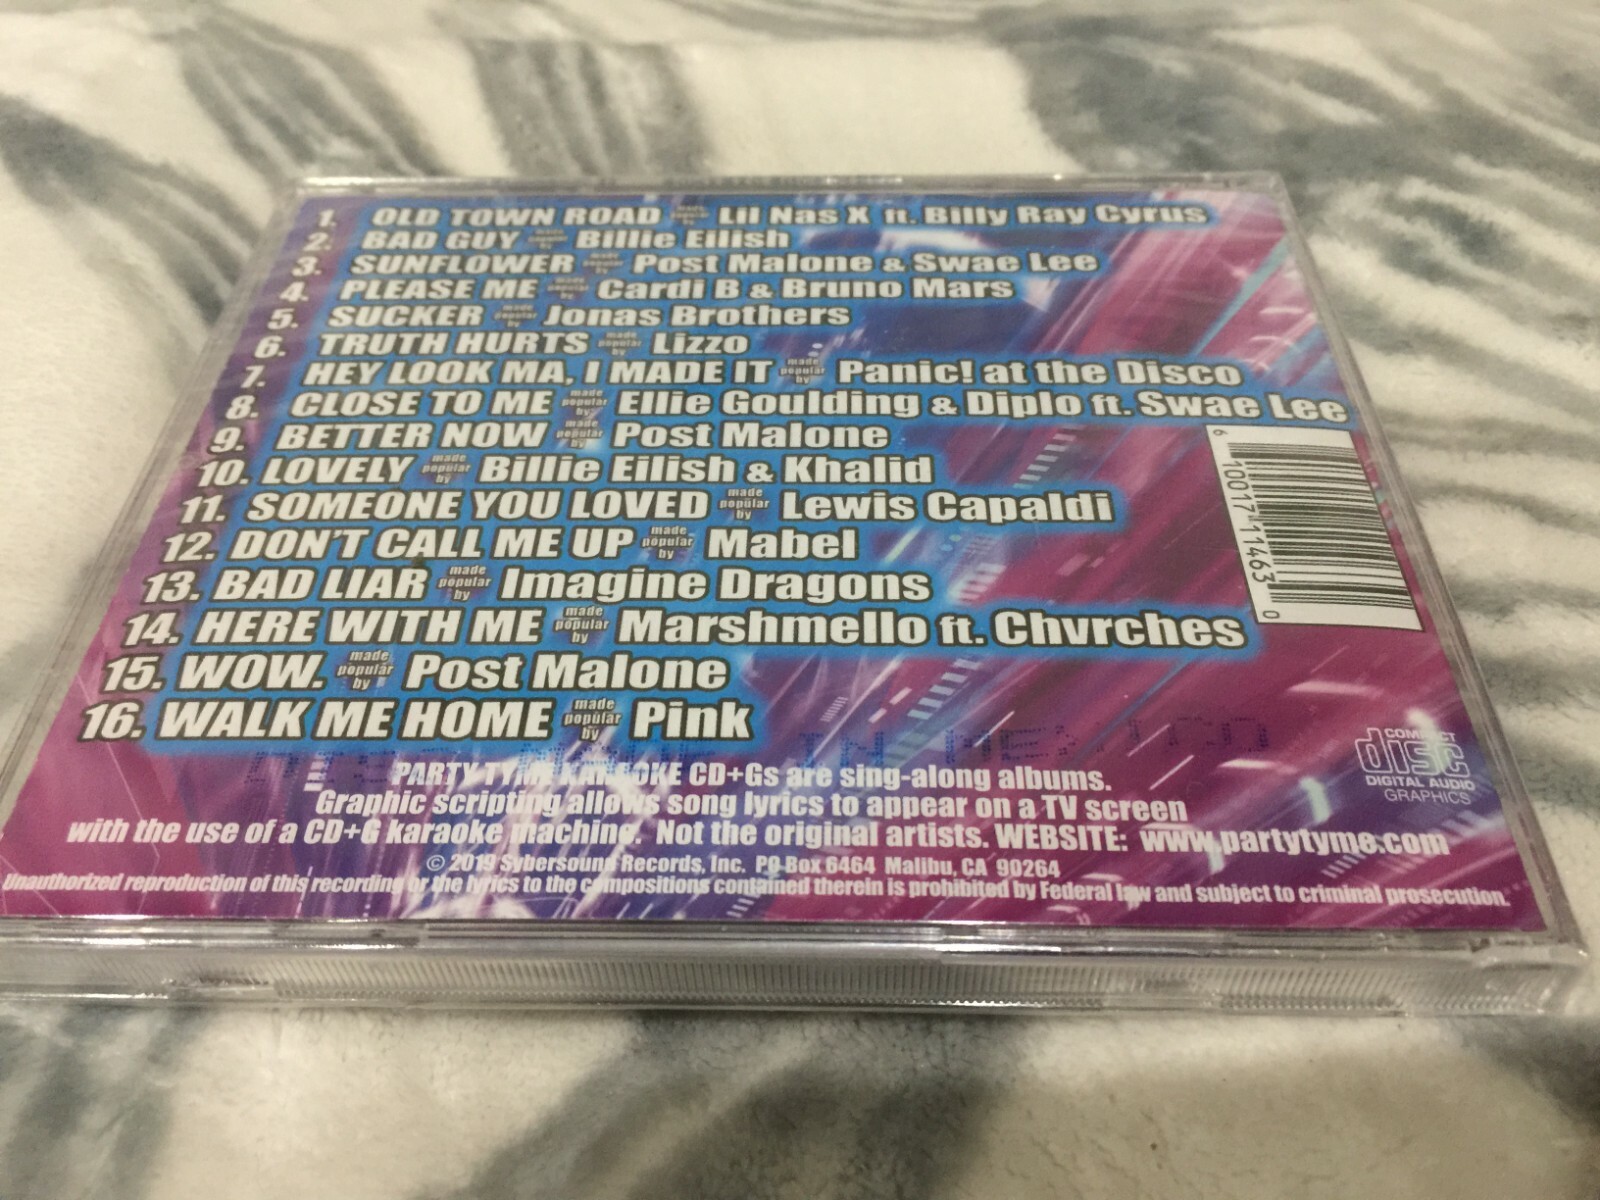 1. OLD TOWN ROAD made popular by Lil Nas X ft. Billy Ray Cyrus
2. BAD GUY made popular by Billie Eilish
3. SUNFLOWER made popular by Post Malone & Swae Lee
4. PLEASE ME made popular by Cardi B & Bruno Mars
5. SUCKER made popular by Jonas Brothers
6. TRUTH HURTS made popular by Lizzo
7. HEY LOOK MA, I MADE IT made popular by Panic! at the Disco
8. CLOSE TO ME made popular by Ellie Goulding & Diplo ft. Swae Lee
9. BETTER NOW made popular by Post Malone
10. LOVELY made popular by Billie Eilish & Khalid
11. SOMEONE YOU LOVED made popular by Lewis Capaldi
12. DON'T CALL ME UP made popular by Mabel
13. BAD LIAR made popular by Imagine Dragons
14. HERE WITH ME made popular by Marshmello ft. Chvrches
15. WOW. made popular by Post Malone
16. WALK ME HOME made popular by Pink
6 10017 11463 0
MADE IN MEXICO
PARTY TYME KARAOKE CD+Gs are sing-along albums.
Graphic scripting allows song lyrics to appear on a TV screen
with the use of a CD+G karaoke machine. Not the original artists. WEBSITE: www.partytyme.com
© 2019 Sybersound Records, Inc. PO Box 6464 Malibu, CA 90264
Unauthorized reproduction of this recording or the lyrics to the compositions contained therein is prohibited by Federal law and subject to criminal prosecution.
COMPACT
disc
DIGITAL AUDIO
GRAPHICS